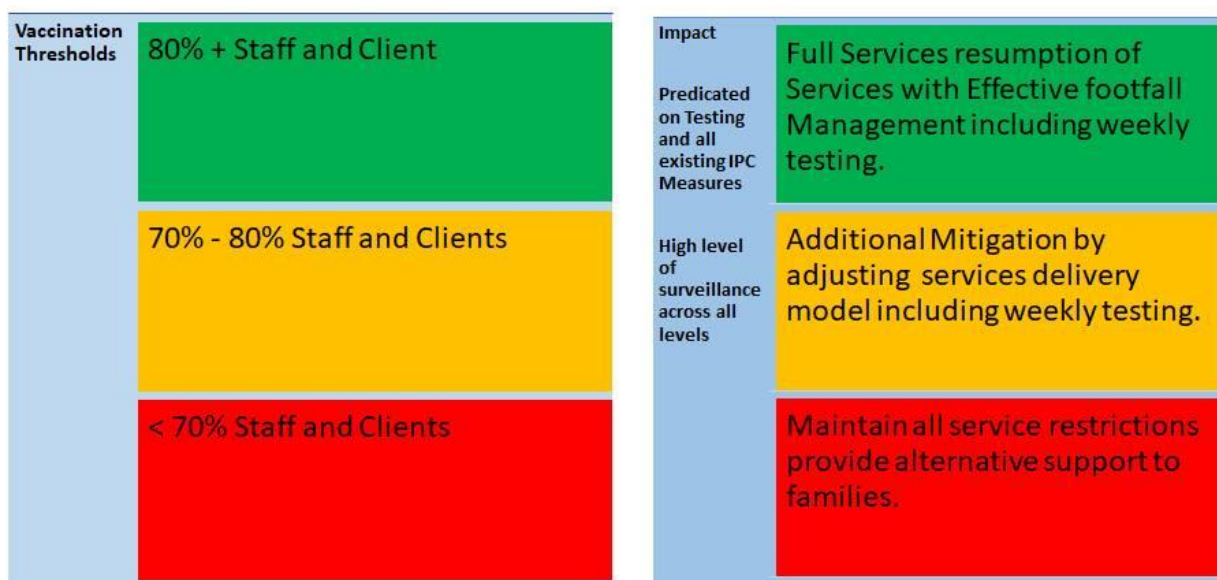 Vaccination
Thresholds
80% + Staff and Client
70% - 80% Staff and Clients
< 70% Staff and Clients
Impact
Predicated
on Testing
and all
existing IPC
Measures
High level
of
surveillance
across all
levels
Full Services resumption of
Services with Effective footfall
Management including weekly
testing.
Additional Mitigation by
adjusting services delivery
model including weekly testing.
Maintain all service restrictions
provide alternative support to
families.